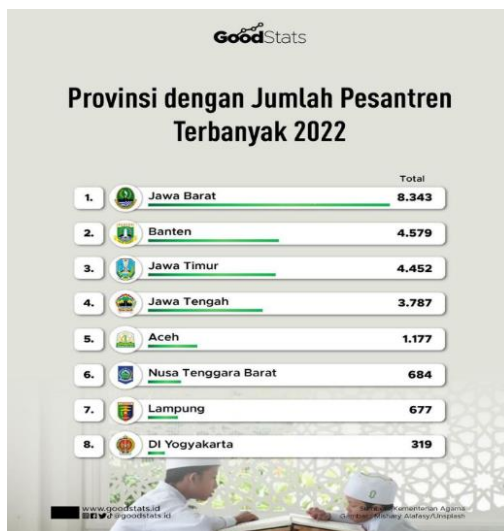 GoodStats
Provinsi dengan Jumlah Pesantren
Terbanyak 2022
Total
1. Jawa Barat 8.343
2. Banten 4.579
3. Jawa Timur 4.452
4. Jawa Tengah 3.787
5. Aceh 1.177
6. Nusa Tenggara Barat 684
7. Lampung 677
8. DI Yogyakarta 319
www.goodstats.id
@goodstats.id
Kementerian Agama
Alafasy/Unsplash